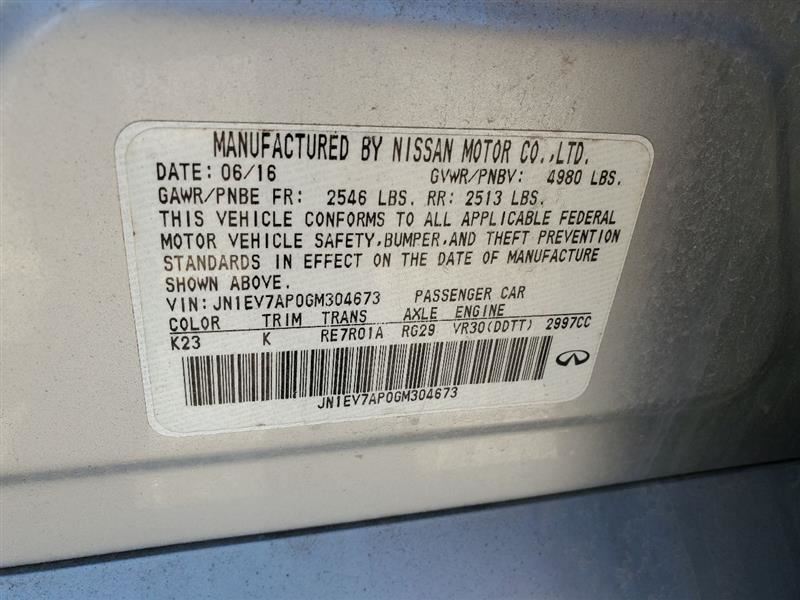 MANUFACTURED BY NISSAN MOTOR CO.,LTD.
DATE: 06/16 GVWR/PNBV: 4980 LBS.
GAWR/PNBE FR: 2546 LBS. RR: 2513 LBS.
THIS VEHICLE CONFORMS TO ALL APPLICABLE FEDERAL
MOTOR VEHICLE SAFETY,BUMPER,AND THEFT PREVENTION
STANDARDS IN EFFECT ON THE DATE OF MANUFACTURE
SHOWN ABOVE.
VIN:JN1EV7AP0GM304673 PASSENGER CAR
COLOR TRIM TRANS AXLE ENGINE
K23 K RE7R01A RG29 VR30(DDTT) 2997CC
JN1EV7AP0GM304673